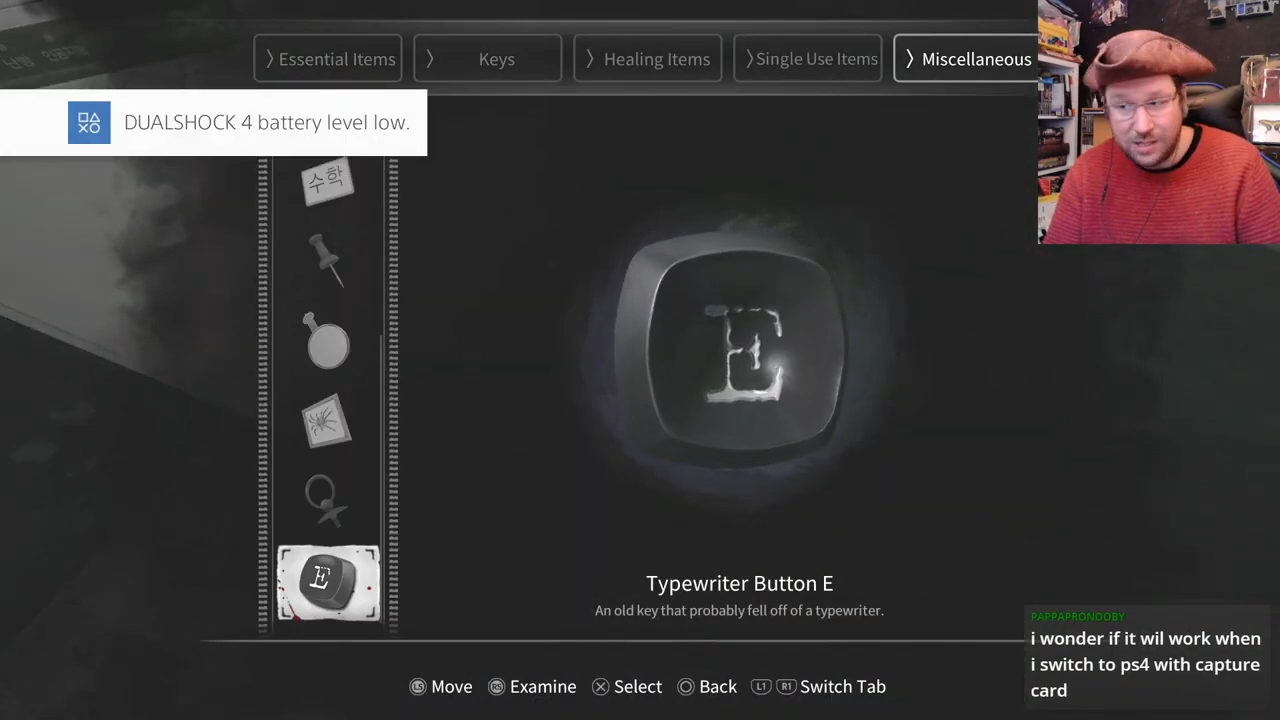 Essential Items
Keys
Healing Items
Single Use Items
Miscellaneous
DUALSHOCK 4 battery level low.
수학
E
E
Typewriter Button E
An old key that probably fell off of a typewriter.
PAPPAPRONOOBY
i wonder if it wil work when
i switch to ps4 with capture
card
LS Move RS Examine Select Back L1 R1 Switch Tab